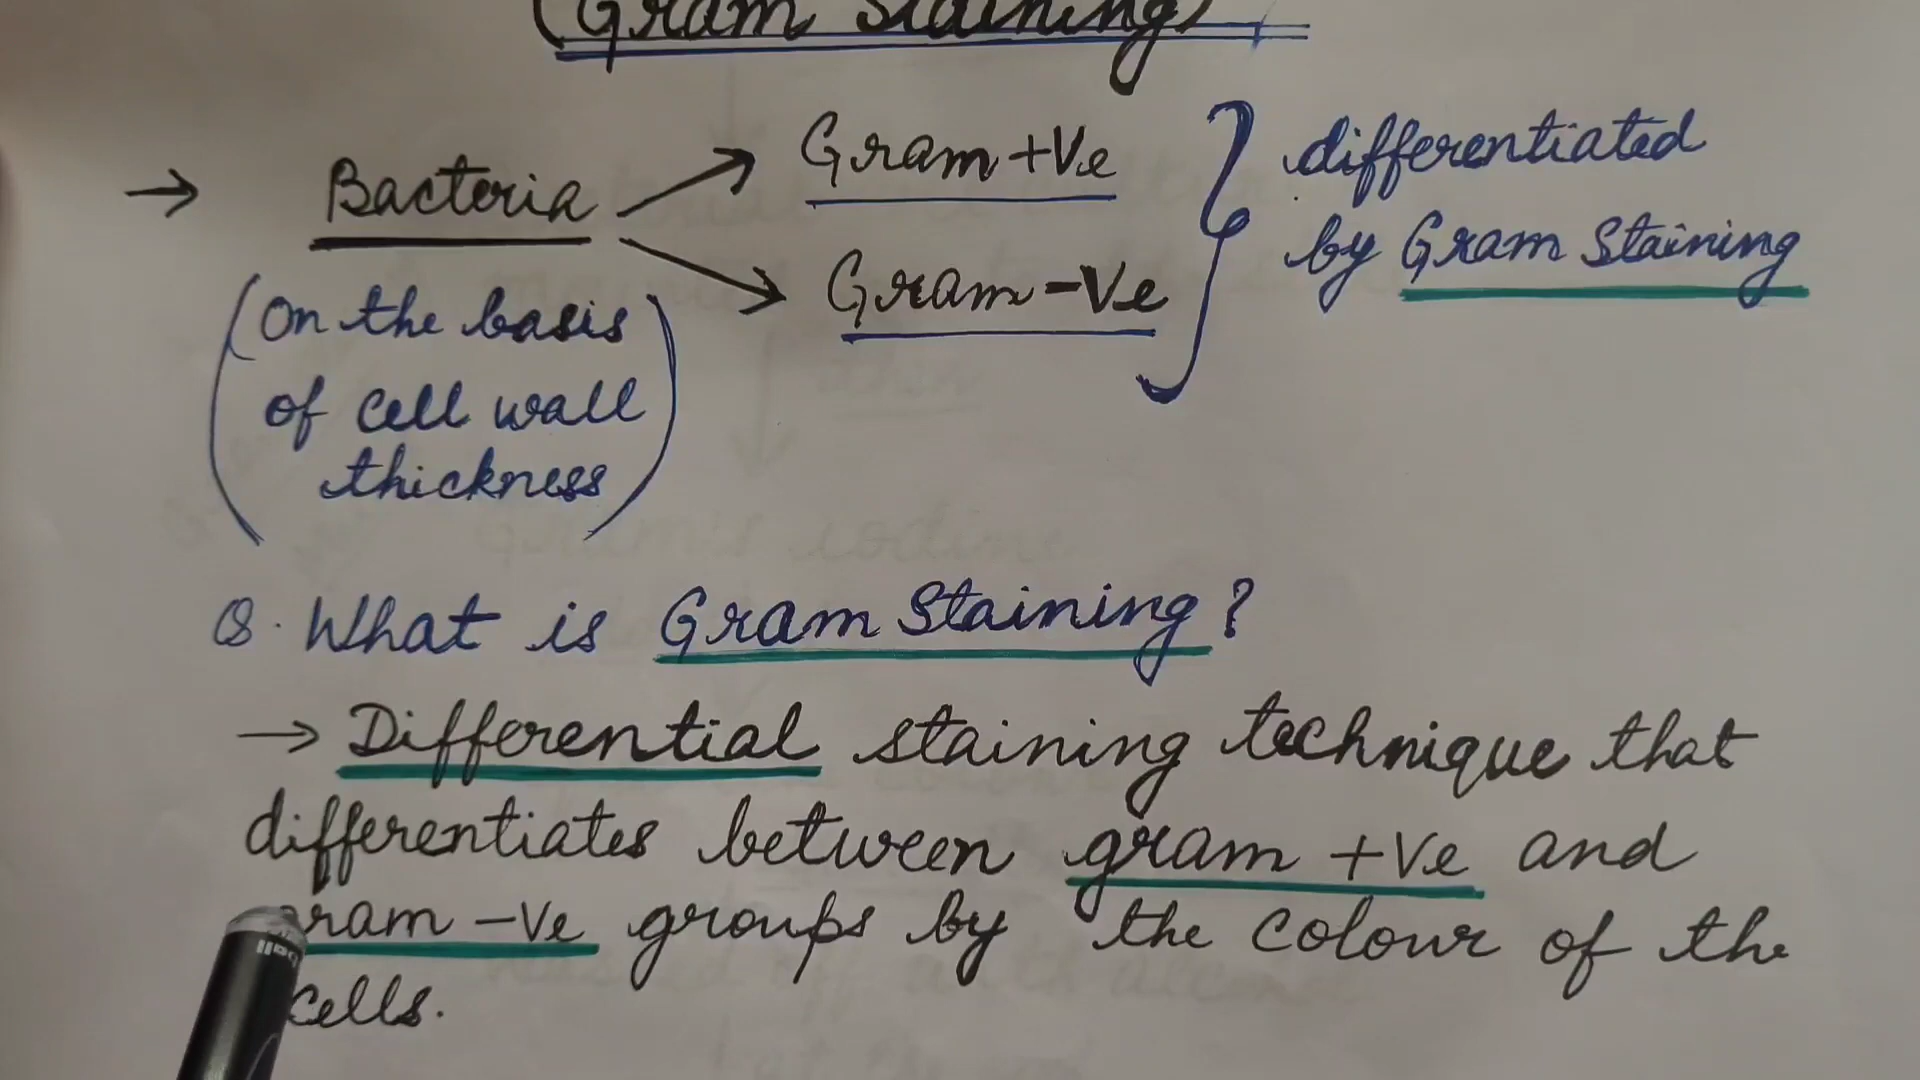 (Gram Staining)
→ Bacteria
Gram +Ve
Gram -Ve
differentiated
by Gram Staining
(On the basis
of cell wall
thickness)
Q. What is Gram Staining?
→ Differential staining technique that
differentiates between gram +Ve and
gram -Ve groups by the colour of the
cells.